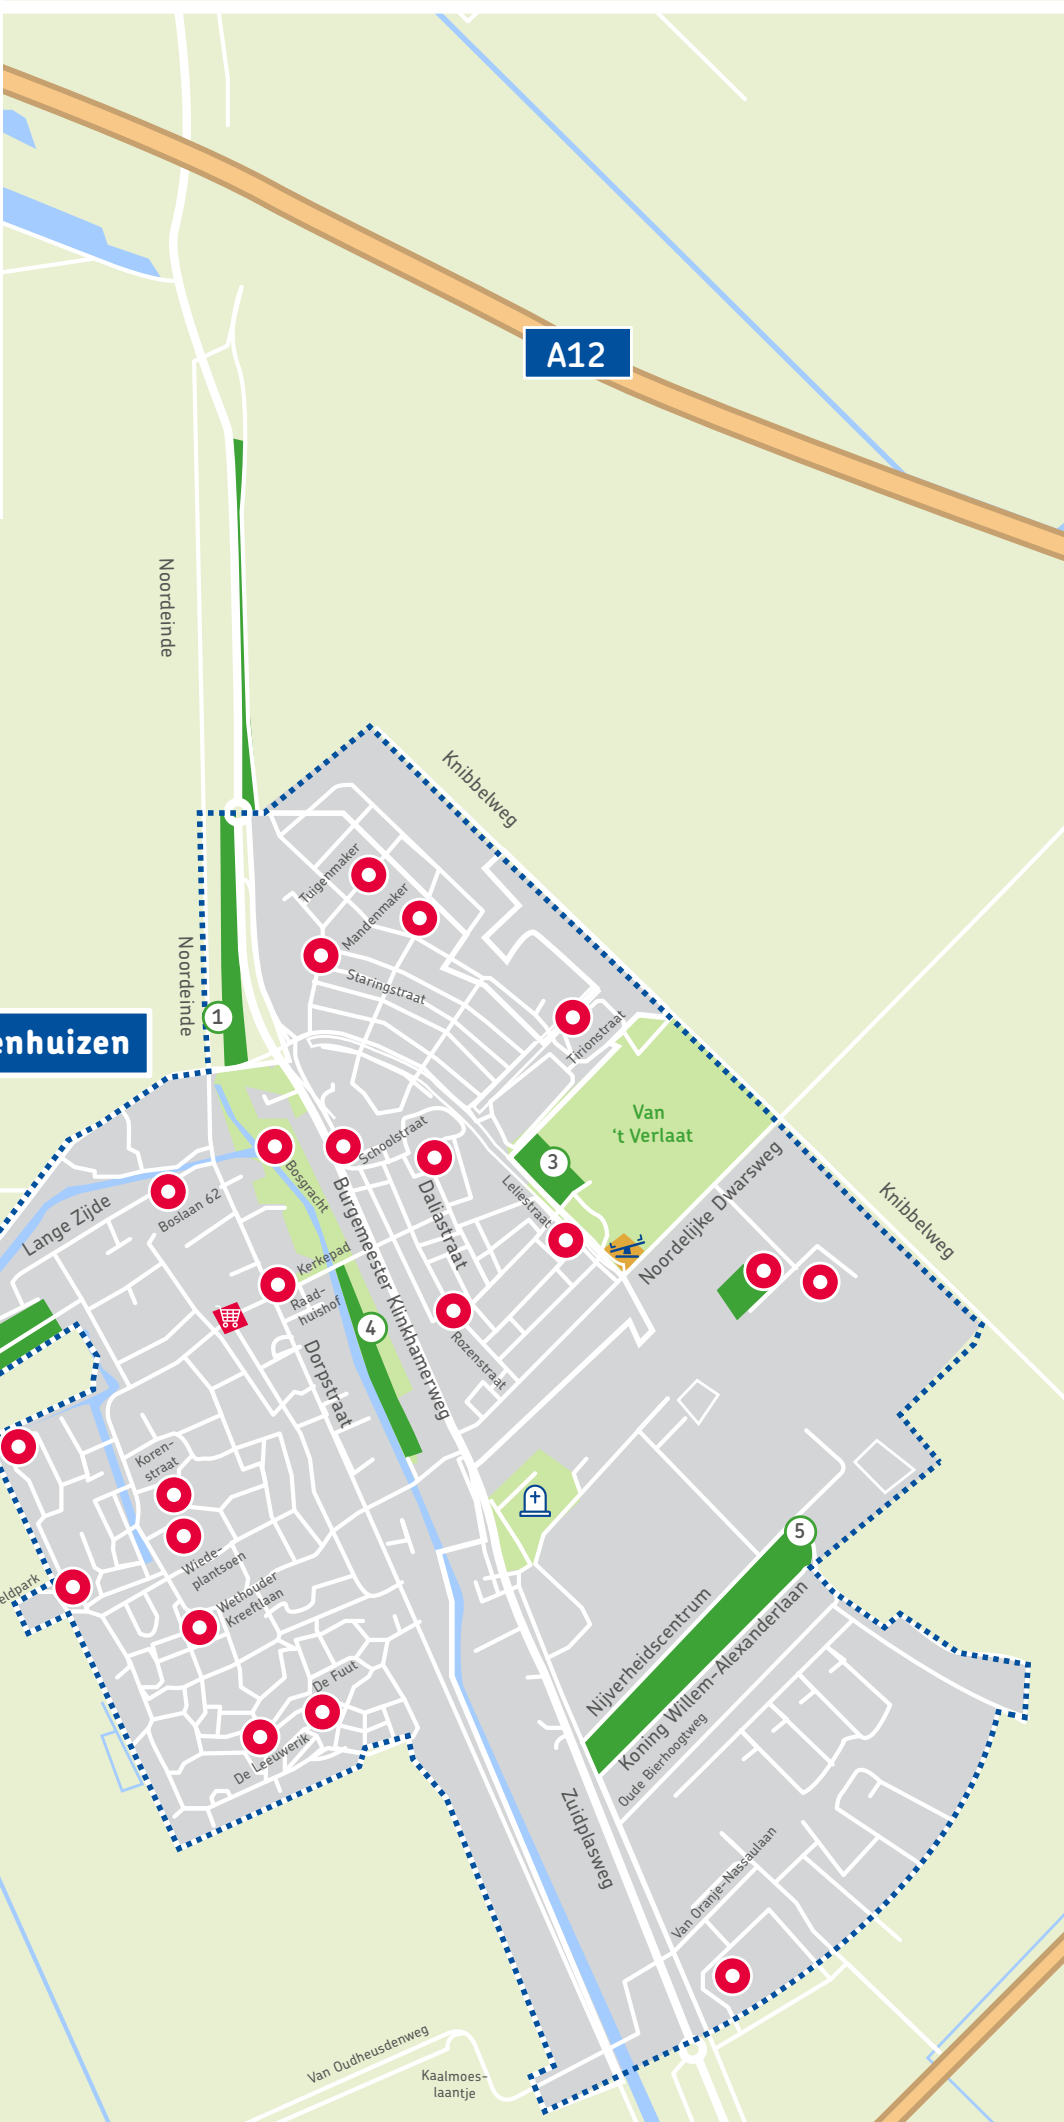 A12
Noordeinde
Knibbelweg
Tuigenmaker
Mandenmaker
Staringstraat
Noordeinde
1
enhuizen
Tirionstraat
Van
‘t Verlaat
3
Schoolstraat
Bosgracht
Boslaan 62
Lange Zijde
Burgemeester Klinkhamerweg
Daliastraat
Leliestraat
Noordelijke Dwarsweg
Knibbelweg
Kerkepad
Raad-
huishof
4
Dorpstraat
Rozenstraat
Koren-
straat
Wiede-
plantsoen
eldpark
Wethouder
Kreeftlaan
5
Nijverheidscentrum
Koning Willem-Alexanderlaan
Oude Bierhoogtweg
De Fuut
De Leeuwerik
Zuidplasweg
Van Oranje-Nassaulaan
Van Oudheusdenweg
Kaalmoes-
laantje